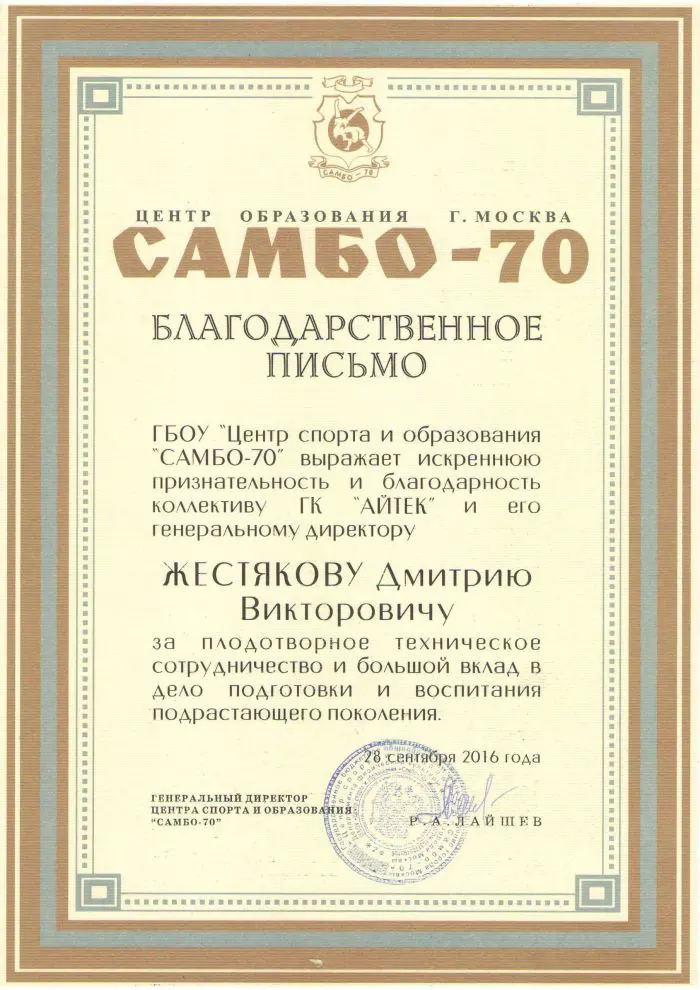 САМБО - 70
ЦЕНТР ОБРАЗОВАНИЯ Г. МОСКВА
САМБО-70
БЛАГОДАРСТВЕННОЕ
ПИСЬМО
ГБОУ "Центр спорта и образования
"САМБО-70" выражает искреннюю
признательность и благодарность
коллективу ГК "АЙТЕК" и его
генеральному директору
ЖЕСТЯКОВУ Дмитрию
Викторовичу
за плодотворное техническое
сотрудничество и большой вклад в
дело подготовки и воспитания
подрастающего поколения.
28 сентября 2016 года
ГЕНЕРАЛЬНЫЙ ДИРЕКТОР
ЦЕНТРА СПОРТА И ОБРАЗОВАНИЯ
"САМБО-70"
Р. А. ЛАЙШЕВ